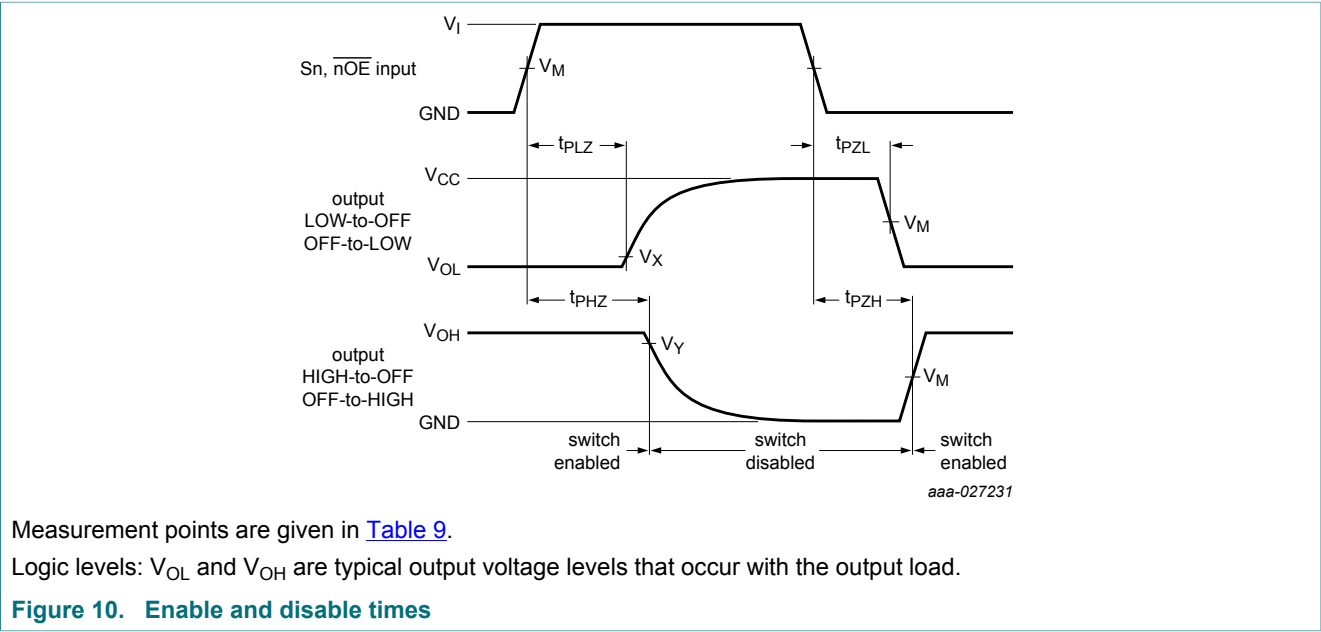 VI
Sn, nOE input
VM
GND
tPLZ
tPZL
VCC
output
LOW-to-OFF
OFF-to-LOW
VM
VX
VOL
tPHZ
tPZH
VOH
VY
output
HIGH-to-OFF
OFF-to-HIGH
VM
GND
switch
enabled
switch
disabled
switch
enabled
aaa-027231
Measurement points are given in Table 9.
Logic levels: VOL and VOH are typical output voltage levels that occur with the output load.
Figure 10. Enable and disable times